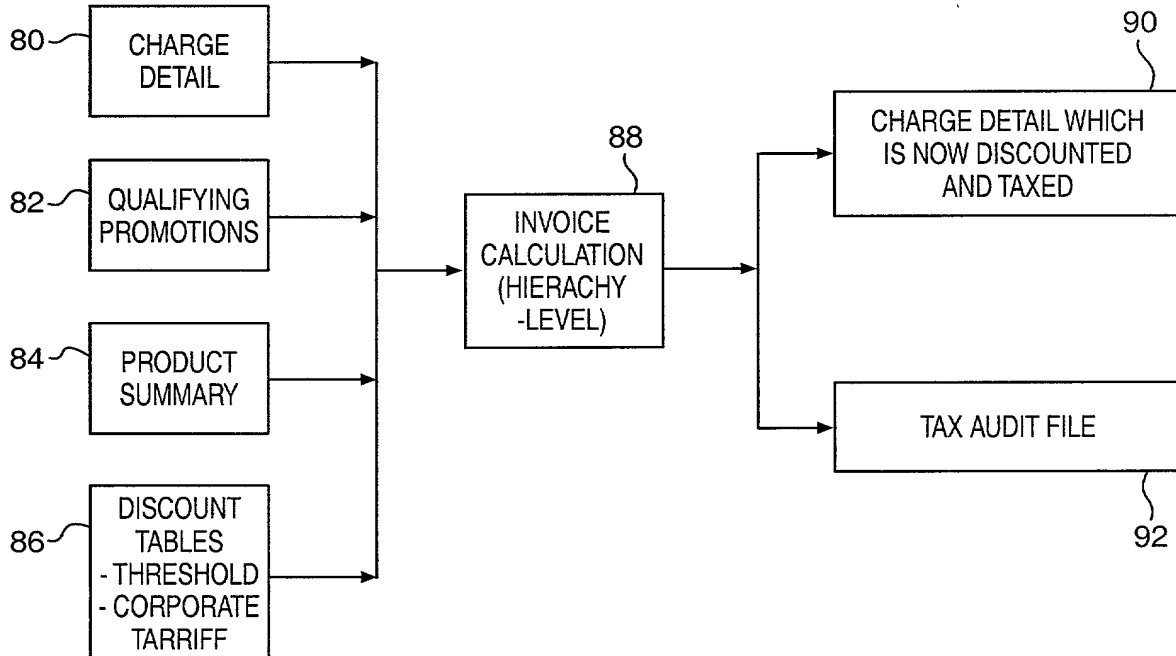 80
CHARGE
DETAIL
82
QUALIFYING
PROMOTIONS
84
PRODUCT
SUMMARY
86
DISCOUNT
TABLES
- THRESHOLD
- CORPORATE
TARRIFF
88
INVOICE
CALCULATION
(HIERACHY
-LEVEL)
90
CHARGE DETAIL WHICH
IS NOW DISCOUNTED
AND TAXED
TAX AUDIT FILE
92